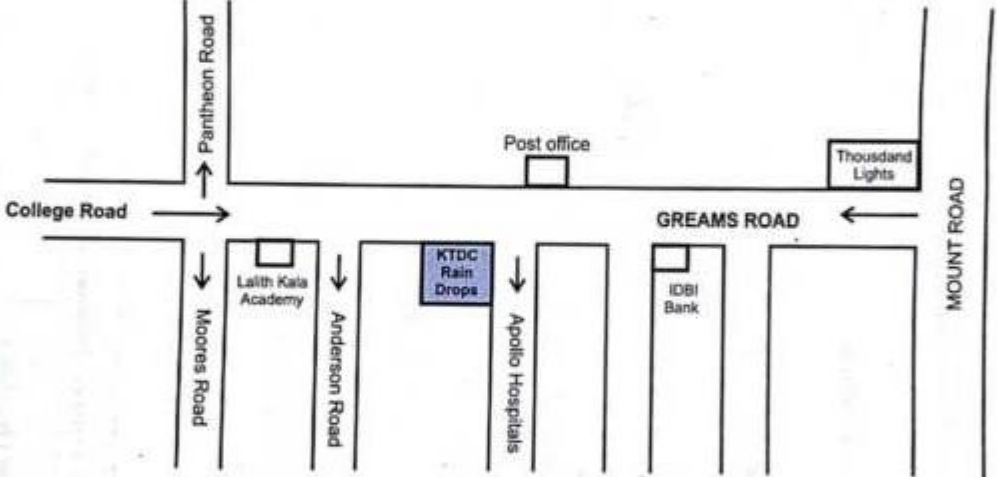 Pantheon Road
Post office
Thousdand
Lights
College Road
GREAMS ROAD
MOUNT ROAD
KTDC
Rain
Drops
Lalith Kala
Academy
IDBI
Bank
Moores Road
Anderson Road
Apollo Hospitals